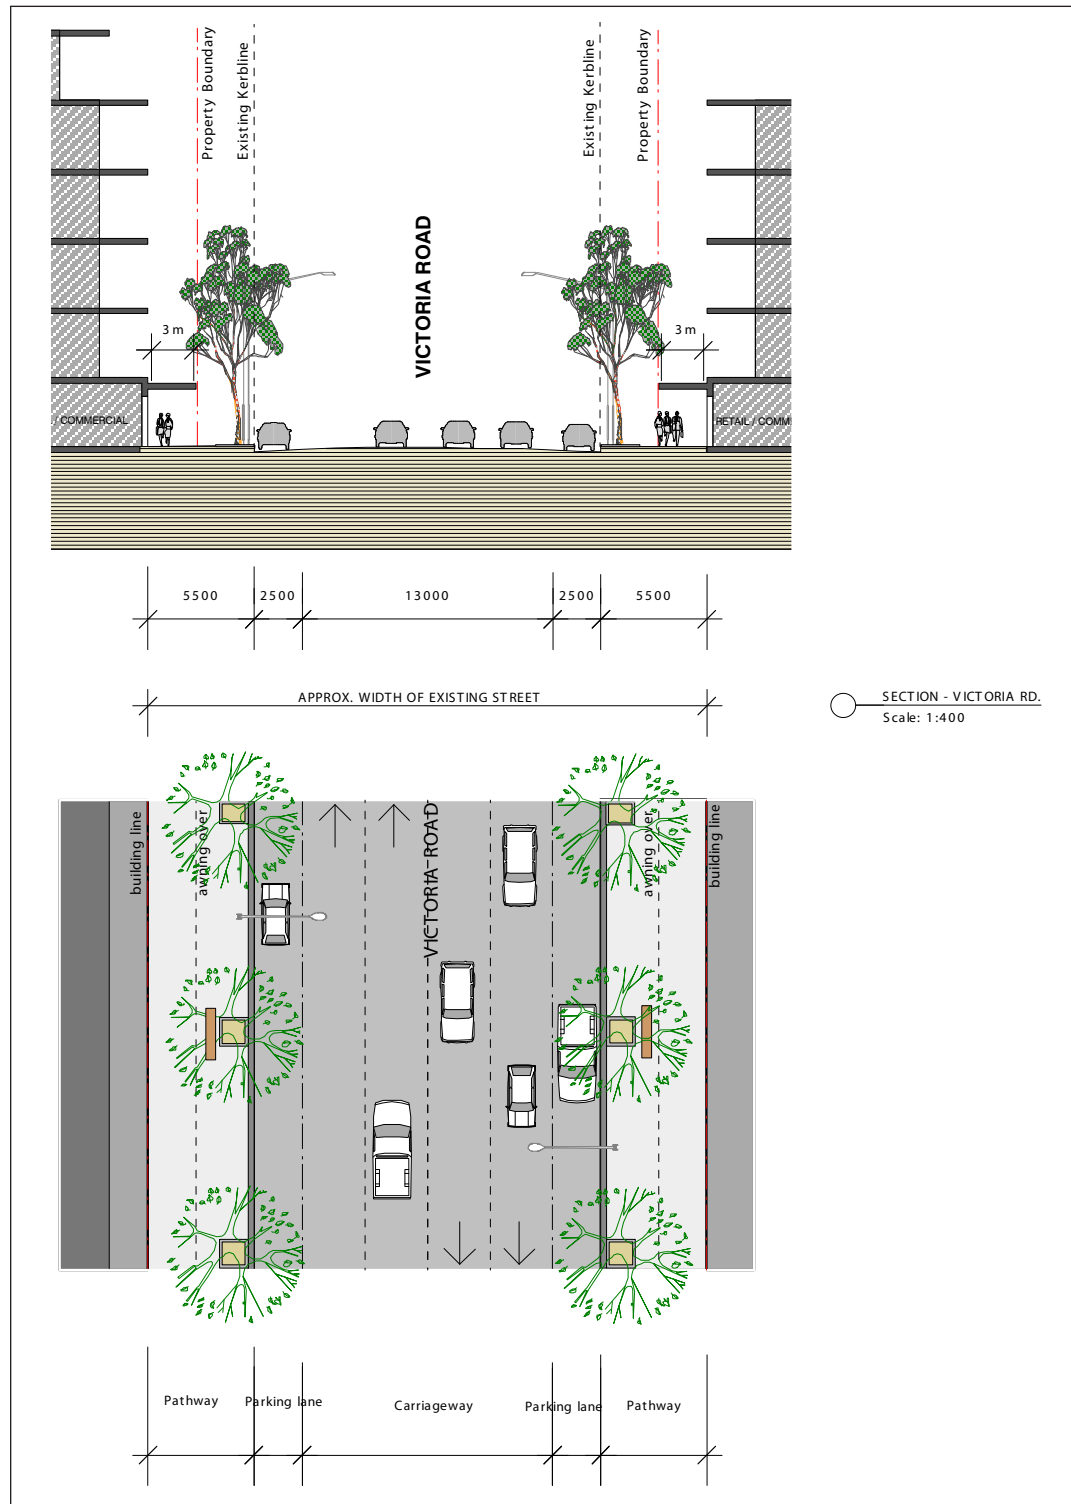 Property Boundary
Existing Kerbline
VICTORIA ROAD
Existing Kerbline
Property Boundary
3 m
3 m
/ COMMERCIAL
RETAIL / COMM
5500
2500
13000
2500
5500
APPROX. WIDTH OF EXISTING STREET
SECTION - VICTORIA RD.
Scale: 1:400
building line
awning over
VICTORIA ROAD
awning over
building line
Pathway
Parking lane
Carriageway
Parking lane
Pathway